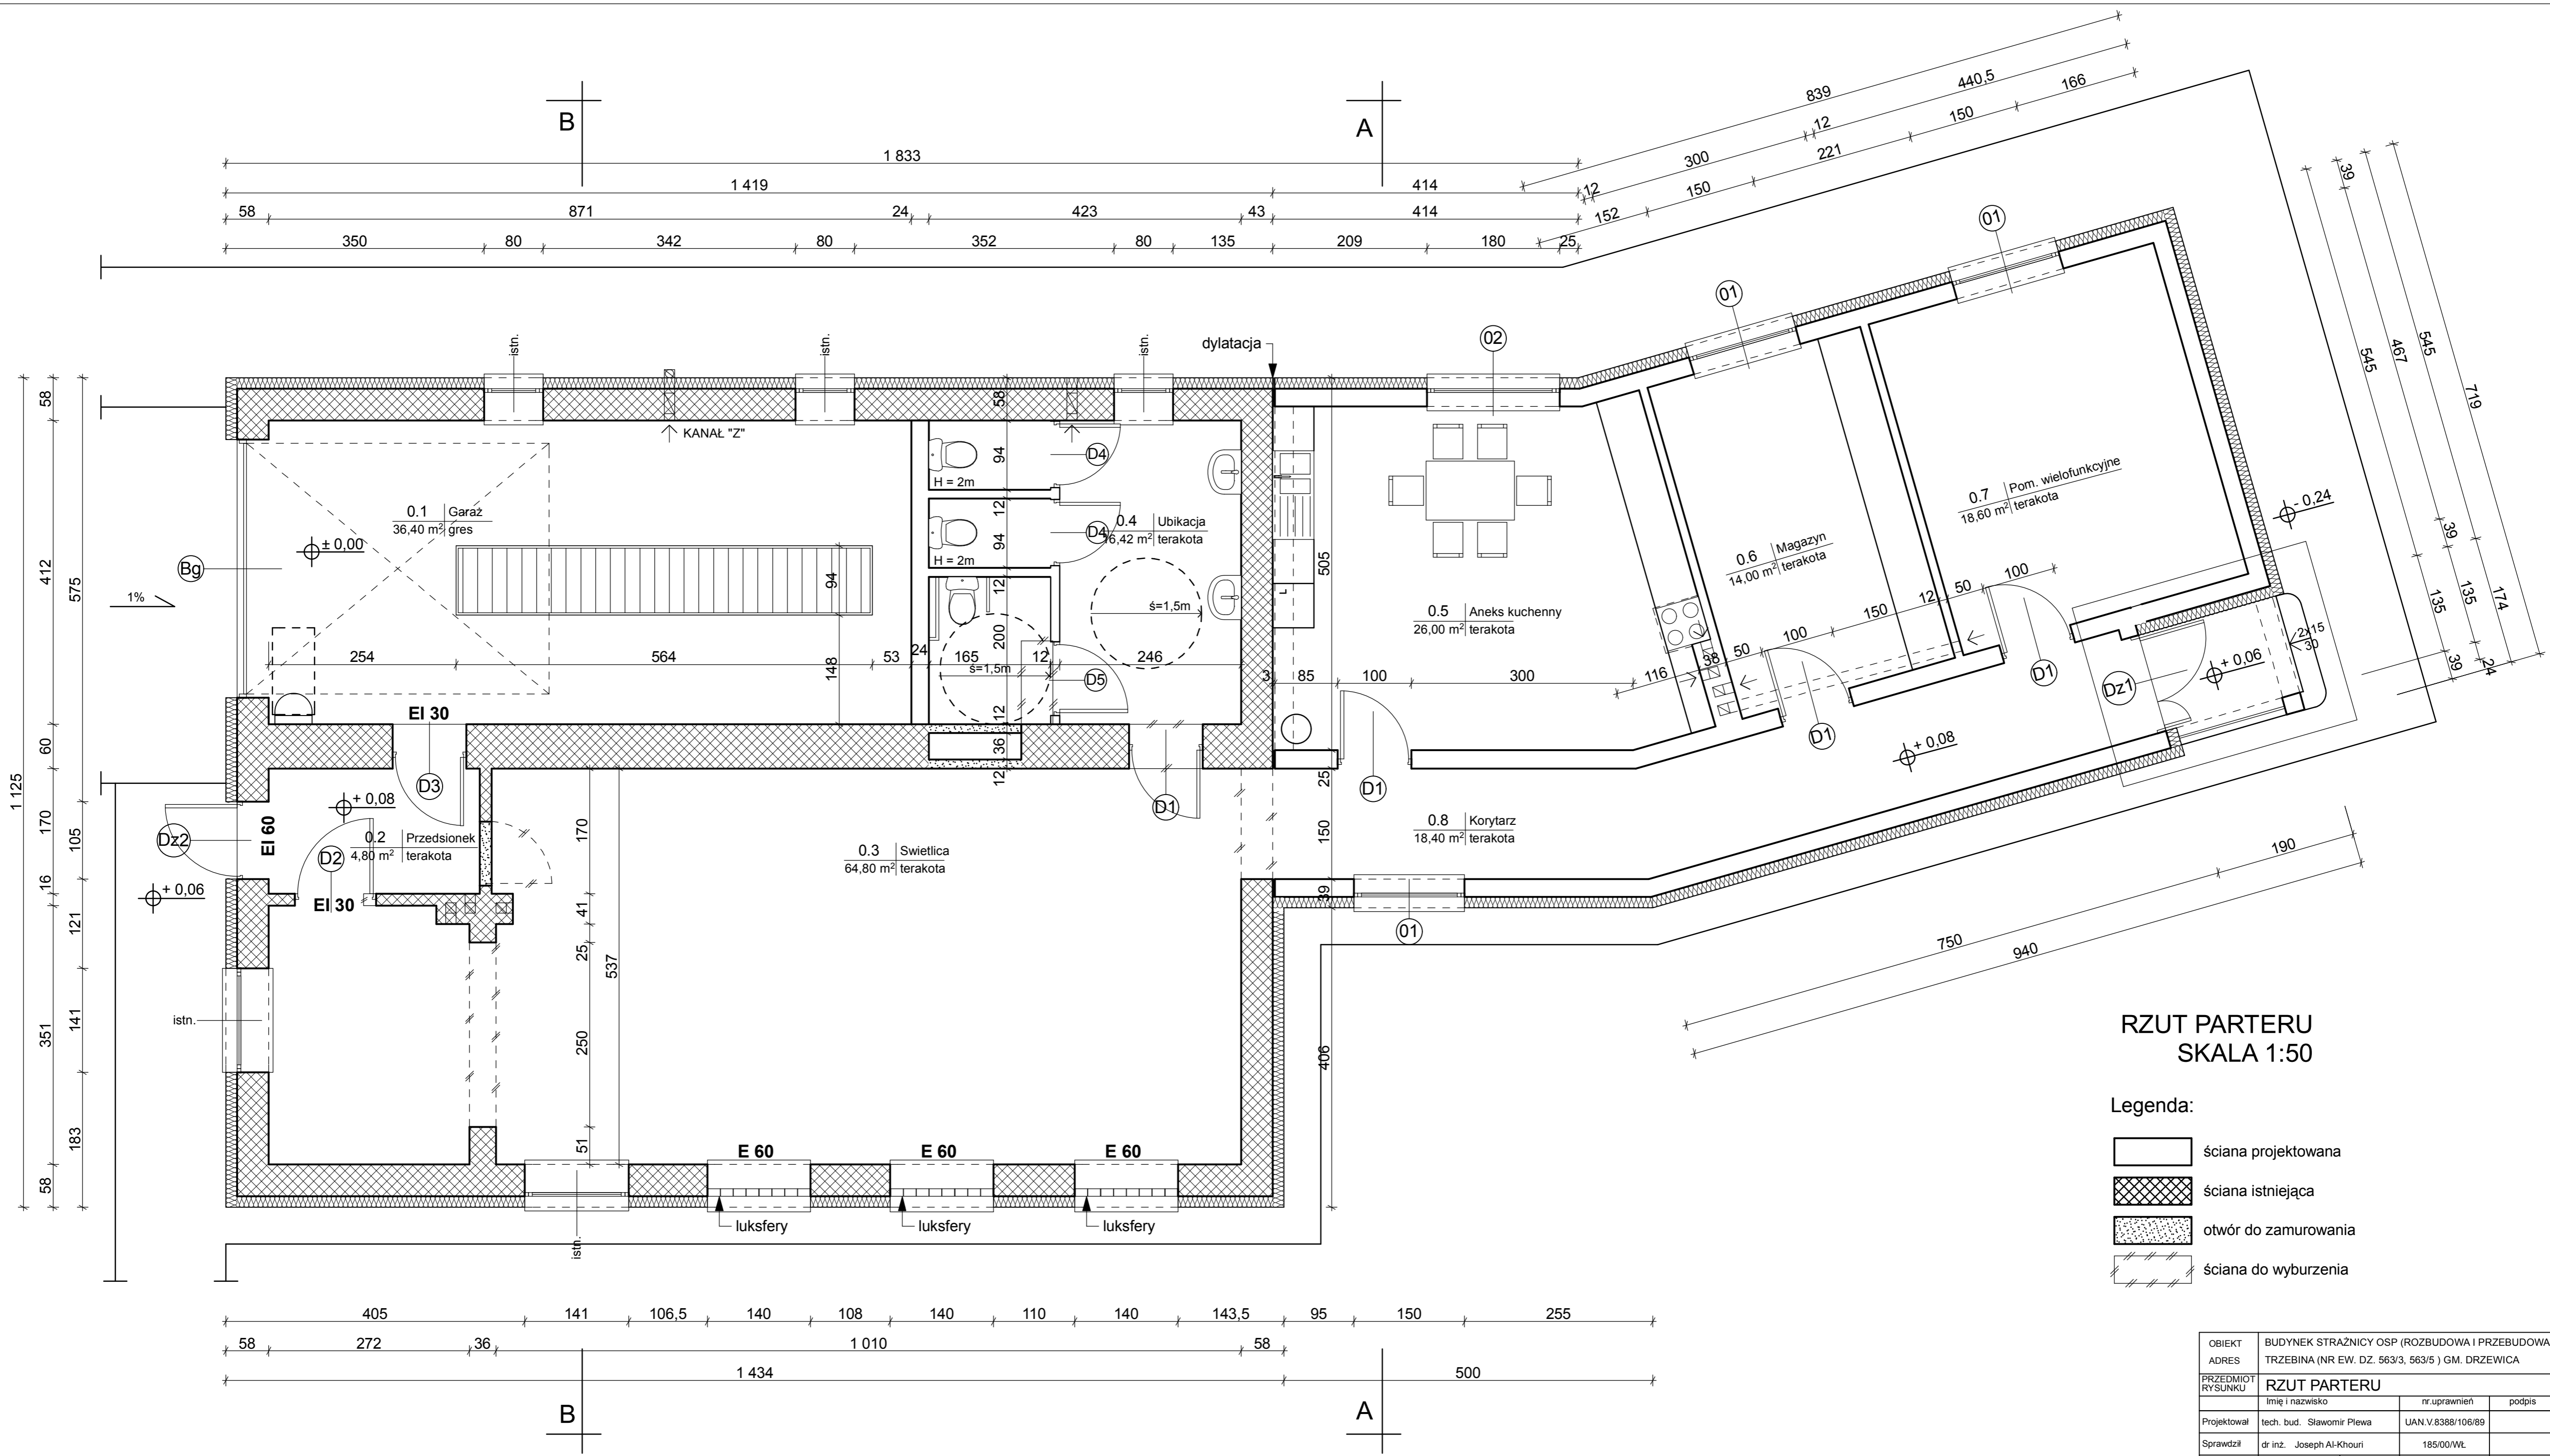 B
A
839
440,5
166
12
150
300
221
12
150
152
1 833
1 419
414
58
871
24
423
43
414
350
80
342
80
352
80
135
209
180
25
39
545
467
545
719
39
135
135
174
39
24
01
01
02
istn.
istn.
istn.
dylatacja
KANAŁ "Z"
58
94
H = 2m
D4
12
94
H = 2m
D4
12
200
0.1 Garaż
36,40 m² gres
± 0,00
Bg
1%
0.4 Ubikacja
16,42 m² terakota
ś=1,5m
ś=1,5m
94
148
254
564
53
24
165
12
246
D5
12
36
12
505
0.5 Aneks kuchenny
26,00 m² terakota
L
3
85
100
300
116
38
50
100
150
12
50
100
0.6 Magazyn
14,00 m² terakota
0.7 Pom. wielofunkcyjne
18,60 m² terakota
- 0,24
2x15
30
+ 0,06
Dz1
D1
D1
+ 0,08
58
412
575
60
1 125
170
105
16
121
351
141
183
58
EI 30
D3
+ 0,08
Dz2
EI 60
0.2 Przedsionek
4,80 m² terakota
D2
EI 30
+ 0,06
istn.
170
41
25
537
250
51
0.3 Swietlica
64,80 m² terakota
D1
D1
25
150
39
406
0.8 Korytarz
18,40 m² terakota
01
190
750
940
E 60
E 60
E 60
luksfery
luksfery
luksfery
istn.
405
141
106,5
140
108
140
110
140
143,5
95
150
255
58
272
36
1 010
58
1 434
500
B
A
RZUT PARTERU
SKALA 1:50
Legenda:
ściana projektowana
ściana istniejąca
otwór do zamurowania
ściana do wyburzenia
OBIEKT BUDYNEK STRAŻNICY OSP (ROZBUDOWA I PRZEBUDOWA
ADRES TRZEBINA (NR EW. DZ. 563/3, 563/5 ) GM. DRZEWICA
PRZEDMIOT RYSUNKU RZUT PARTERU
Imię i nazwisko nr.uprawnień podpis
Projektował tech. bud. Sławomir Plewa UAN.V.8388/106/89
Sprawdził dr inż. Joseph Al-Khouri 185/00/WŁ